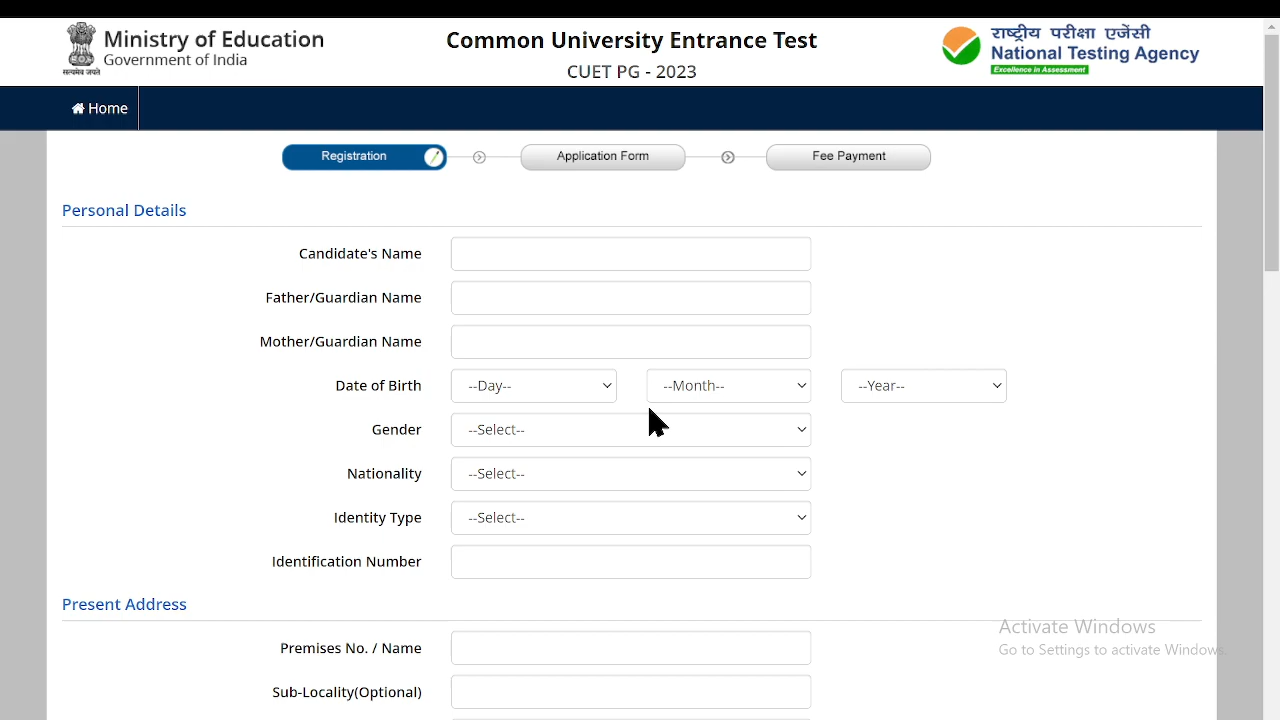 Ministry of Education
Government of India
सत्यमेव जयते
Common University Entrance Test
CUET PG - 2023
राष्ट्रीय परीक्षा एजेंसी
National Testing Agency
Excellence in Assessment
Home
Registration
Application Form
Fee Payment
Personal Details
Candidate's Name
Father/Guardian Name
Mother/Guardian Name
Date of Birth --Day-- --Month-- --Year--
Gender --Select--
Nationality --Select--
Identity Type --Select--
Identification Number
Present Address
Premises No. / Name
Sub-Locality(Optional)
Activate Windows
Go to Settings to activate Windows.